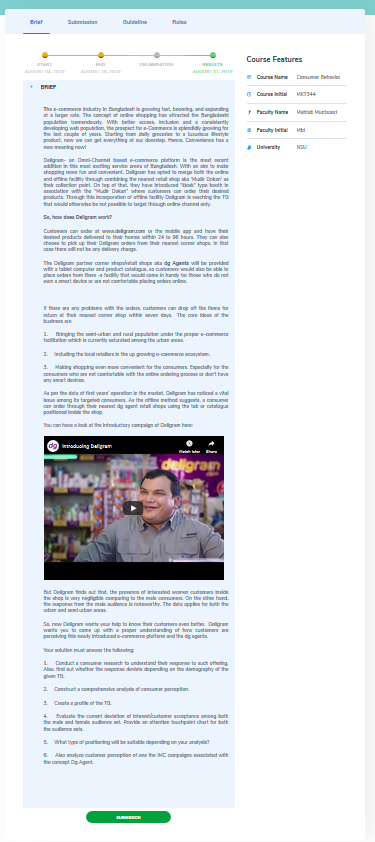 Brief Submission Guideline Rules
START END DELIBERATION RESULTS
AUGUST 04, 2019 AUGUST 28, 2019 AUGUST 31, 2019
BRIEF
The e-commerce industry in Bangladesh is growing fast, booming, and expanding
at a larger rate. The concept of online shopping has attracted the Bangladeshi
population tremendously. With better access, inclusion and a consistently
developing web population, the prospect for e-Commerce is splendidly growing for
the last couple of years. Starting from daily groceries to a luxurious lifestyle
product, now we can get everything at our doorstep. Hence, Convenience has a
new meaning now!
Deligram- an Omni-Channel based e-commerce platform is the most recent
addition in this most exciting service arena of Bangladesh. With an aim to make
shopping more fun and convenient, Deligram has opted to merge both the online
and offline facility through combining the nearest retail shop aka "Mudir Dokan" as
their collection point. On top of that, they have introduced "kiosk" type booth in
association with the "Mudir Dokan" where customers can order their desired
products. Through this incorporation of offline facility Deligram is reaching the TG
that would otherwise be not possible to target through online channel only.
So, how does Deligram work?
Customers can order at www.deligram.com or the mobile app and have their
desired products delivered to their homes within 24 to 96 hours. They can also
choose to pick up their Deligram orders from their nearest corner shops. In that
case there will not be any delivery charge.
The Deligram partner corner shops/retail shops aka dg Agents will be provided
with a tablet computer and product catalogue, so customers would also be able to
place orders from there -a facility that would come in handy for those who do not
own a smart device or are not comfortable placing orders online.
If there are any problems with the orders, customers can drop off the items for
return at their nearest corner shop within seven days. The core ideas of the
business are
1. Bringing the semi-urban and rural population under the proper e-commerce
facilitation which is currently saturated among the urban areas.
2. Including the local retailers in the up growing e-commerce ecosystem.
3. Making shopping even more convenient for the consumers. Especially for the
consumers who are not comfortable with the online ordering process or don't have
any smart devices.
As per the data of first years' operation in the market, Deligram has noticed a vital
issue among its targeted consumers. As the offline method suggests, a consumer
can order through their nearest dg agent retail shops using the tab or catalogue
positioned inside the shop.
You can have a look at the introductory campaign of Deligram here:
dg Introducing Deligram Watch later Share
deligram
But Deligram finds out that, the presence of interested women customers inside
the shop is very negligible comparing to the male consumers. On the other hand,
the response from the male audience is noteworthy. The data applies for both the
urban and semi urban areas.
So, now Deligram wants your help to know their customers even better. Deligram
wants you to come up with a proper understanding of how customers are
perceiving this newly introduced e-commerce platform and the dg agents.
Your solution must answer the following:
1. Conduct a consumer research to understand their response to such offering.
Also, find out whether the response deviate depending on the demography of the
given TG.
2. Construct a comprehensive analysis of consumer perception.
3. Create a profile of the TG.
4. Evaluate the current deviation of interest/customer acceptance among both
the male and female audience set. Provide an attention touchpoint chart for both
the audience sets.
5. What type of positioning will be suitable depending on your analysis?
6. Also analyze customer perception of one the IMC campaigns associated with
the concept Dg Agent.
SUBMISSION
Course Features
Course Name Consumer Behavior
Course Initial MKT344
Faculty Name Mahtab Muntaseri
Faculty Initial MbI
University NSU